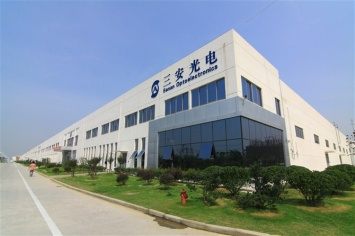 三安光电
Sanan Optoelectronics